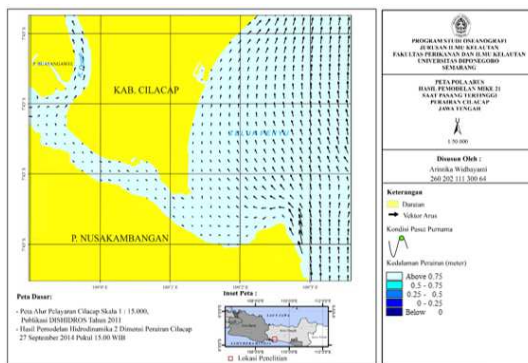 KAB. CILACAP
P. NUSAKAMBANGAN
Peta Dasar:
- Peta Alur Pelayaran Cilacap Skala 1 : 15.000,
Publikasi DISHIDROS Tahun 2011
- Hasil Pemodelan Hidrodinamika 2 Dimensi Perairan Cilacap
27 September 2014 Pukul 15.00 WIB
Inset Peta :
Lokasi Penelitian
PROGRAM STUDI OSEANOGRAFI
JURUSAN ILMU KELAUTAN
FAKULTAS PERIKANAN DAN ILMU KELAUTAN
UNIVERSITAS DIPONEGORO
SEMARANG
PETA POLA ARUS
HASIL PEMODELAN MIKE 21
SAAT PASANG TERTINGGI
PERAIRAN CILACAP
JAWA TENGAH
1:50.000
Disusun Oleh :
Arimika Widhayanti
260 202 111 300 64
Keterangan
Daratan
Vektor Arus
Kondisi Pasut Purnama
Kedalaman Perairan (meter)
Above 0.75
0.5 - 0.75
0.25 - 0.5
0 - 0.25
Below 0